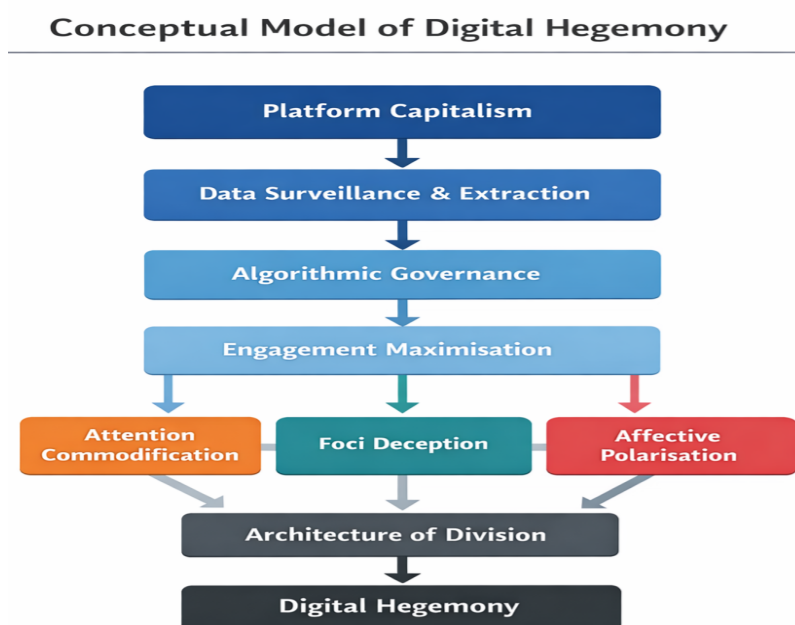 Conceptual Model of Digital Hegemony
Platform Capitalism
Data Surveillance & Extraction
Algorithmic Governance
Engagement Maximisation
Attention
Commodification
Foci Deception
Affective
Polarisation
Architecture of Division
Digital Hegemony